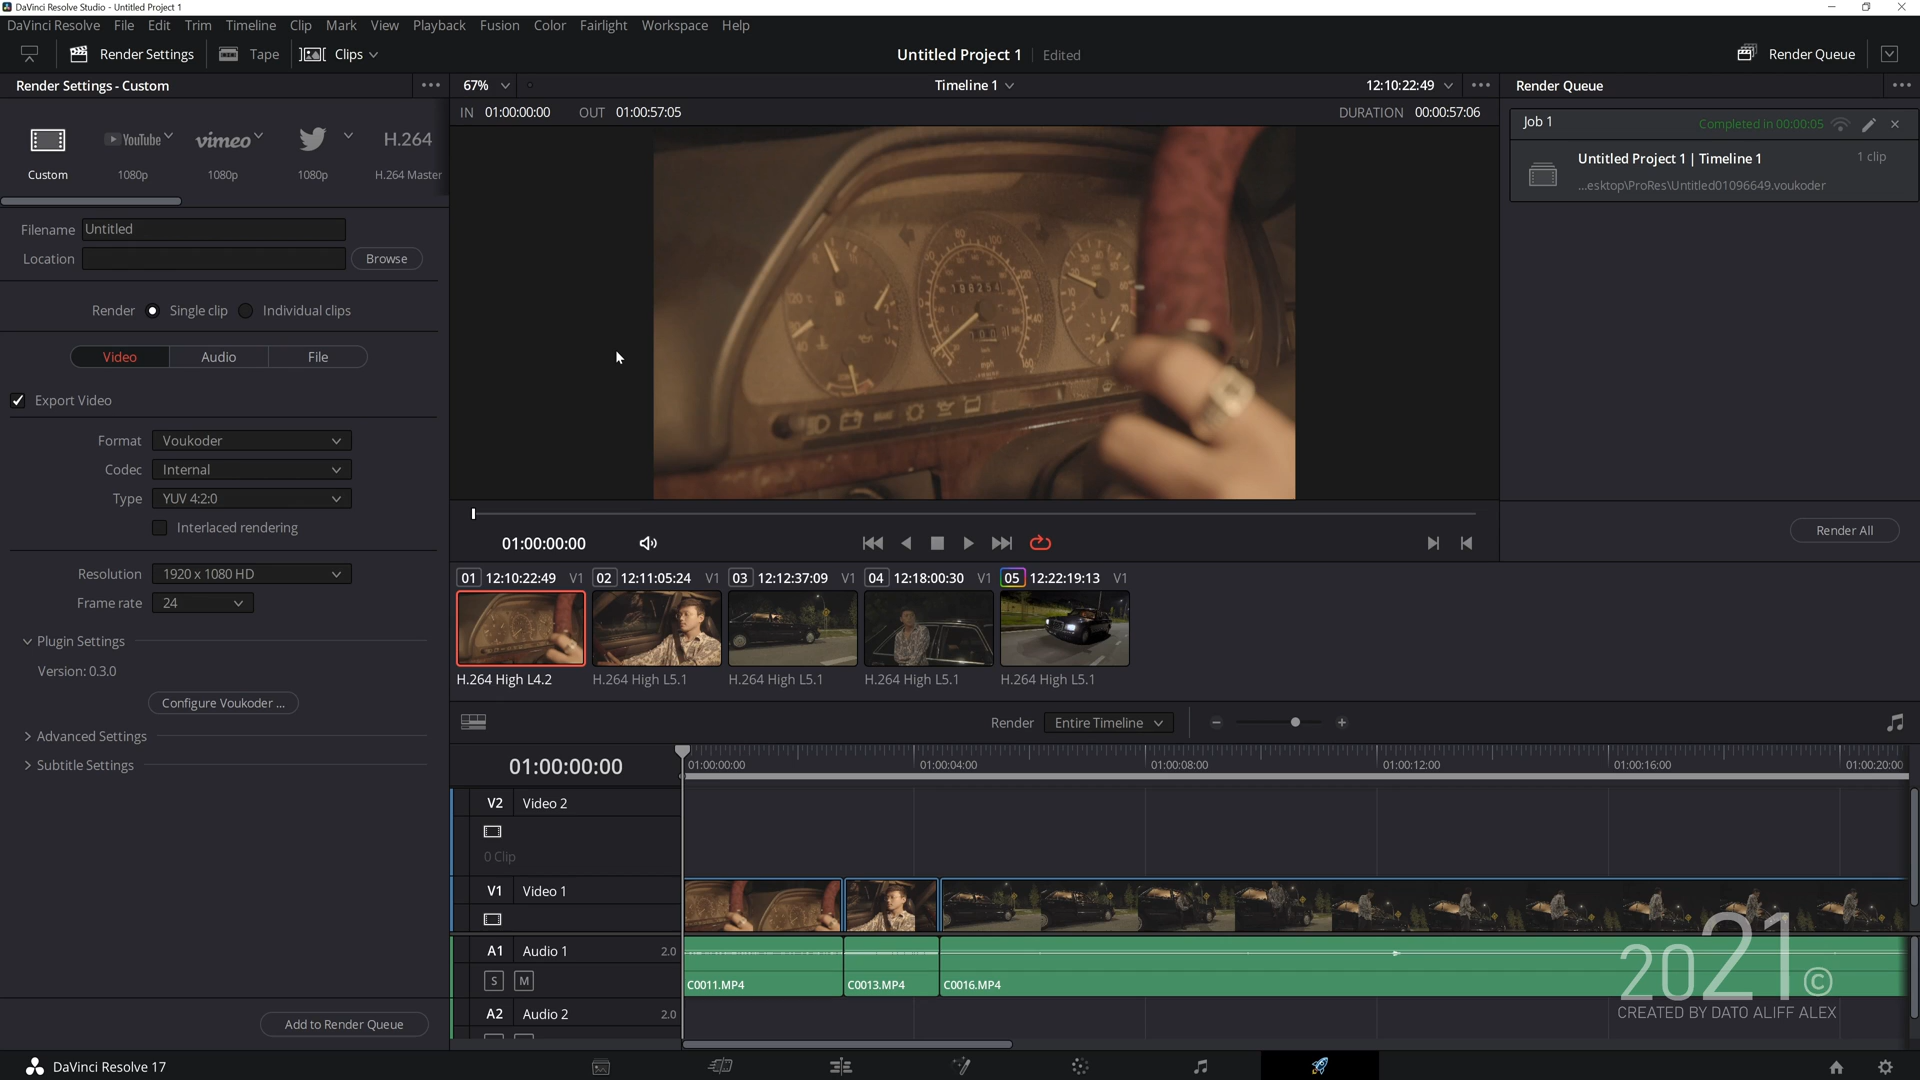 DaVinci Resolve Studio - Untitled Project 1
DaVinci Resolve File Edit Trim Timeline Clip Mark View Playback Fusion Color Fairlight Workspace Help
Render Settings Tape Clips Untitled Project 1 Edited Render Queue
Render Settings - Custom 67% Timeline 1 12:10:22:49 Render Queue
IN 01:00:00:00 OUT 01:00:57:05 DURATION 00:00:57:06
Job 1 Completed in 00:00:05
Untitled Project 1 | Timeline 1 1 clip
...esktop\ProRes\Untitled01096649.voukoder
YouTube vimeo H.264
Custom 1080p 1080p 1080p H.264 Master
Filename Untitled
Location Browse
Render Single clip Individual clips
Video Audio File
Export Video
Format Voukoder
Codec Internal
Type YUV 4:2:0
Interlaced rendering
Resolution 1920 x 1080 HD
Frame rate 24
Plugin Settings
Version: 0.3.0
Configure Voukoder ...
Advanced Settings
Subtitle Settings
Add to Render Queue
Render All
01:00:00:00
01 12:10:22:49 V1 02 12:11:05:24 V1 03 12:12:37:09 V1 04 12:18:00:30 V1 05 12:22:19:13 V1
H.264 High L4.2 H.264 High L5.1 H.264 High L5.1 H.264 High L5.1 H.264 High L5.1
Render Entire Timeline
01:00:00:00 01:00:00:00 01:00:04:00 01:00:08:00 01:00:12:00 01:00:16:00 01:00:20:00
V2 Video 2
0 Clip
V1 Video 1
A1 Audio 1 2.0
S M
C0011.MP4 C0013.MP4 C0016.MP4
A2 Audio 2 2.0
2021©
CREATED BY DATO ALIFF ALEX
DaVinci Resolve 17